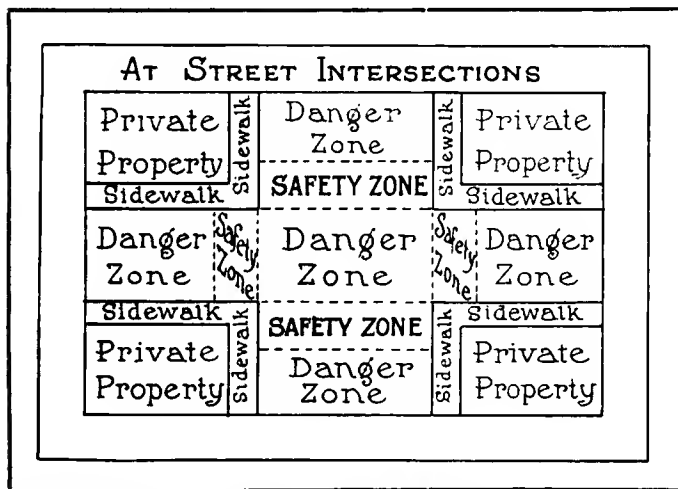 AT STREET INTERSECTIONS
Private
Property
Sidewalk
Sidewalk
Danger
Zone
SAFETY ZONE
Sidewalk
Private
Property
Sidewalk
Danger
Zone
Safety
Zone
Danger
Zone
Safety
Zone
Danger
Zone
Sidewalk
Private
Property
Sidewalk
SAFETY ZONE
Danger
Zone
Sidewalk
Sidewalk
Private
Property